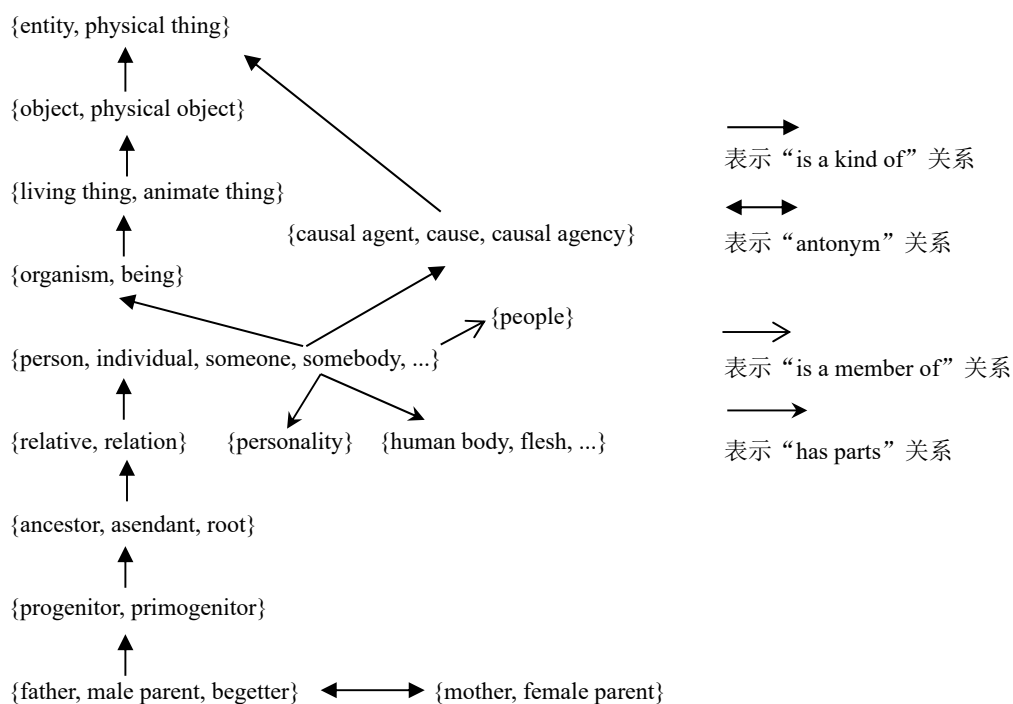 {entity, physical thing}
{object, physical object}
{living thing, animate thing}
{causal agent, cause, causal agency}
{organism, being}
{people}
{person, individual, someone, somebody, ...}
{relative, relation}
{personality}
{human body, flesh, ...}
{ancestor, asendant, root}
{progenitor, primogenitor}
{father, male parent, begetter}
{mother, female parent}
表示“is a kind of”关系
表示“antonym”关系
表示“is a member of”关系
表示“has parts”关系